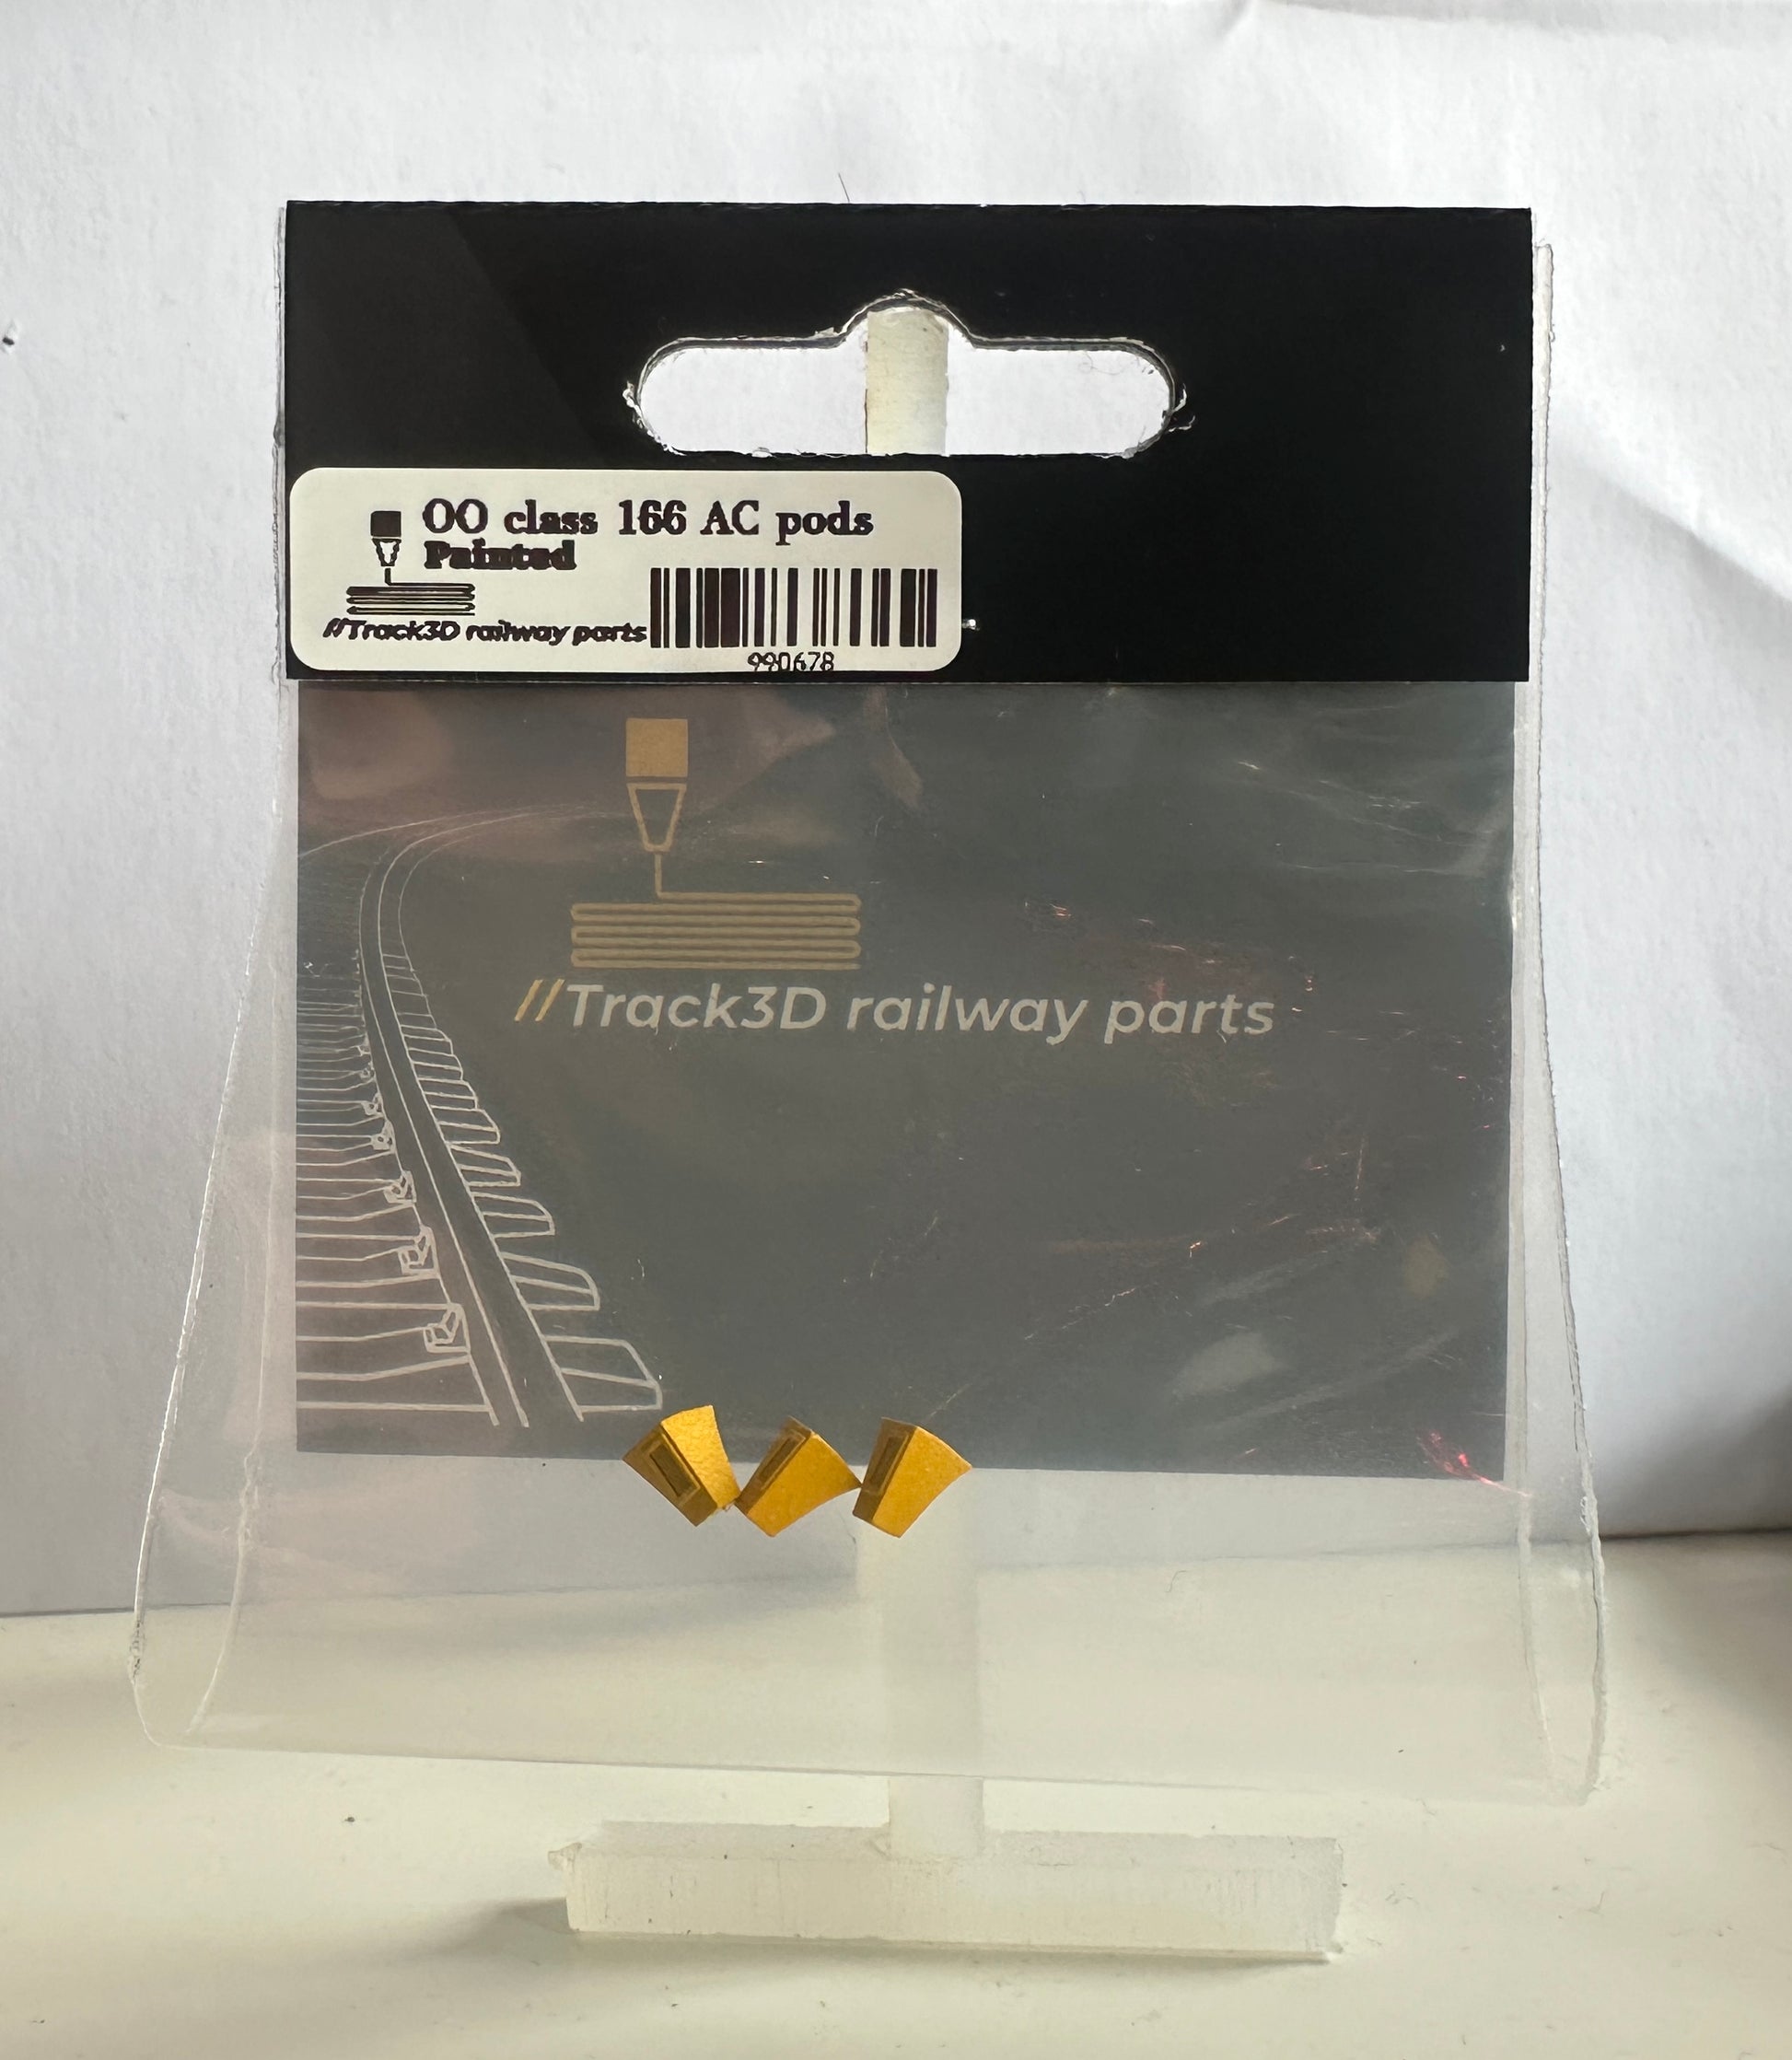 OO class 166 AC pods
Painted
//Track3D railway parts
990678
//Track3D railway parts